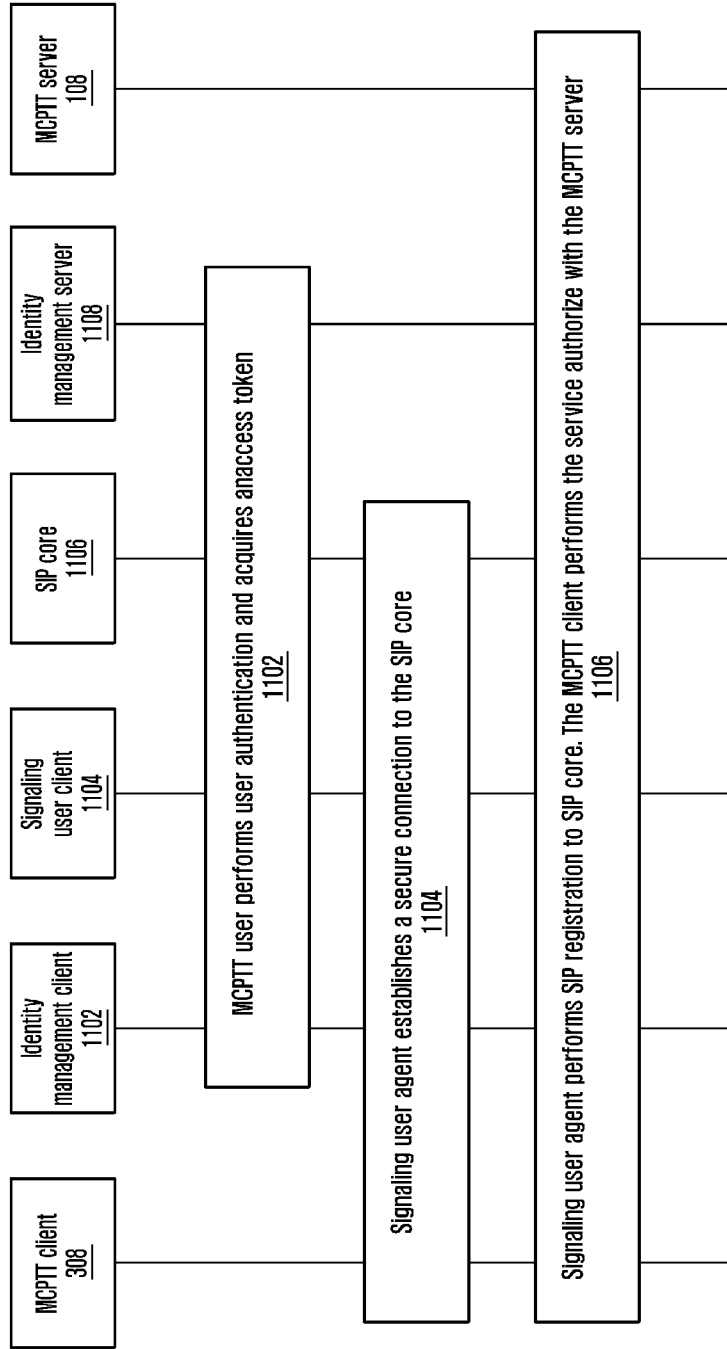 MCPTT client
308
Identity
management client
1102
Signaling
user client
1104
SIP core
1106
Identity
management server
1108
MCPTT server
108
MCPTT user performs user authentication and acquires anaccess token
1102
Signaling user agent establishes a secure connection to the SIP core
1104
Signaling user agent performs SIP registration to SIP core. The MCPTT client performs the service authorize with the MCPTT server
1106